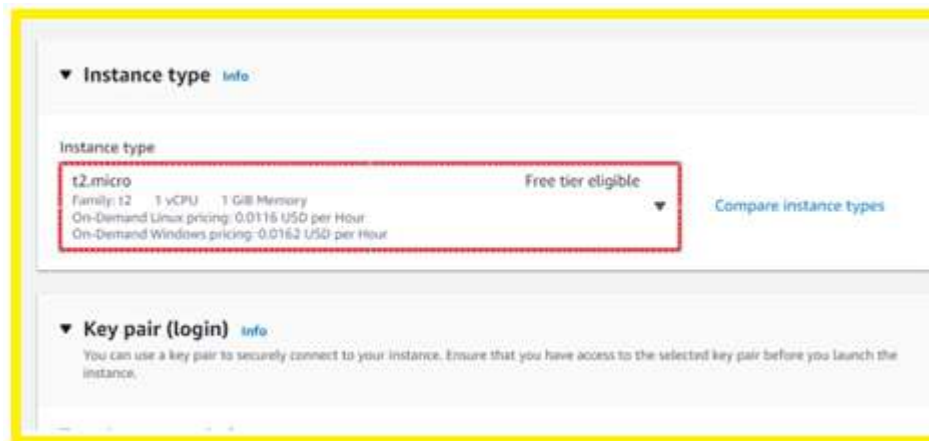 ▼ Instance type Info
Instance type
t2.micro Free tier eligible
Family: t2 1 vCPU 1 GiB Memory
On-Demand Linux pricing: 0.0116 USD per Hour
On-Demand Windows pricing: 0.0162 USD per Hour
Compare instance types
▼ Key pair (login) Info
You can use a key pair to securely connect to your instance. Ensure that you have access to the selected key pair before you launch the
instance.